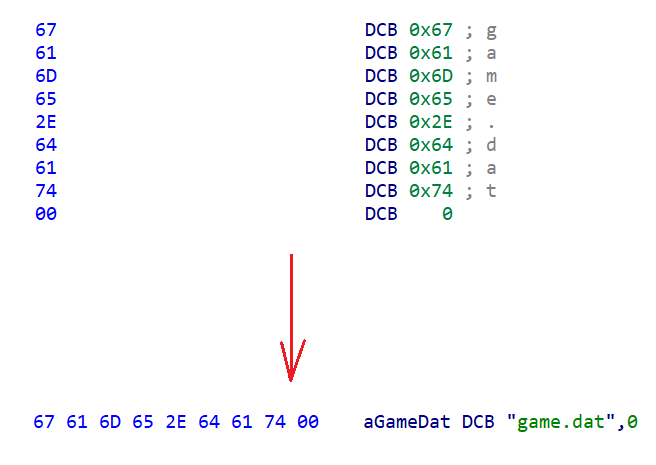 67 DCB 0x67 ; g
61 DCB 0x61 ; a
6D DCB 0x6D ; m
65 DCB 0x65 ; e
2E DCB 0x2E ; .
64 DCB 0x64 ; d
61 DCB 0x61 ; a
74 DCB 0x74 ; t
00 DCB 0
67 61 6D 65 2E 64 61 74 00 aGameDat DCB "game.dat",0